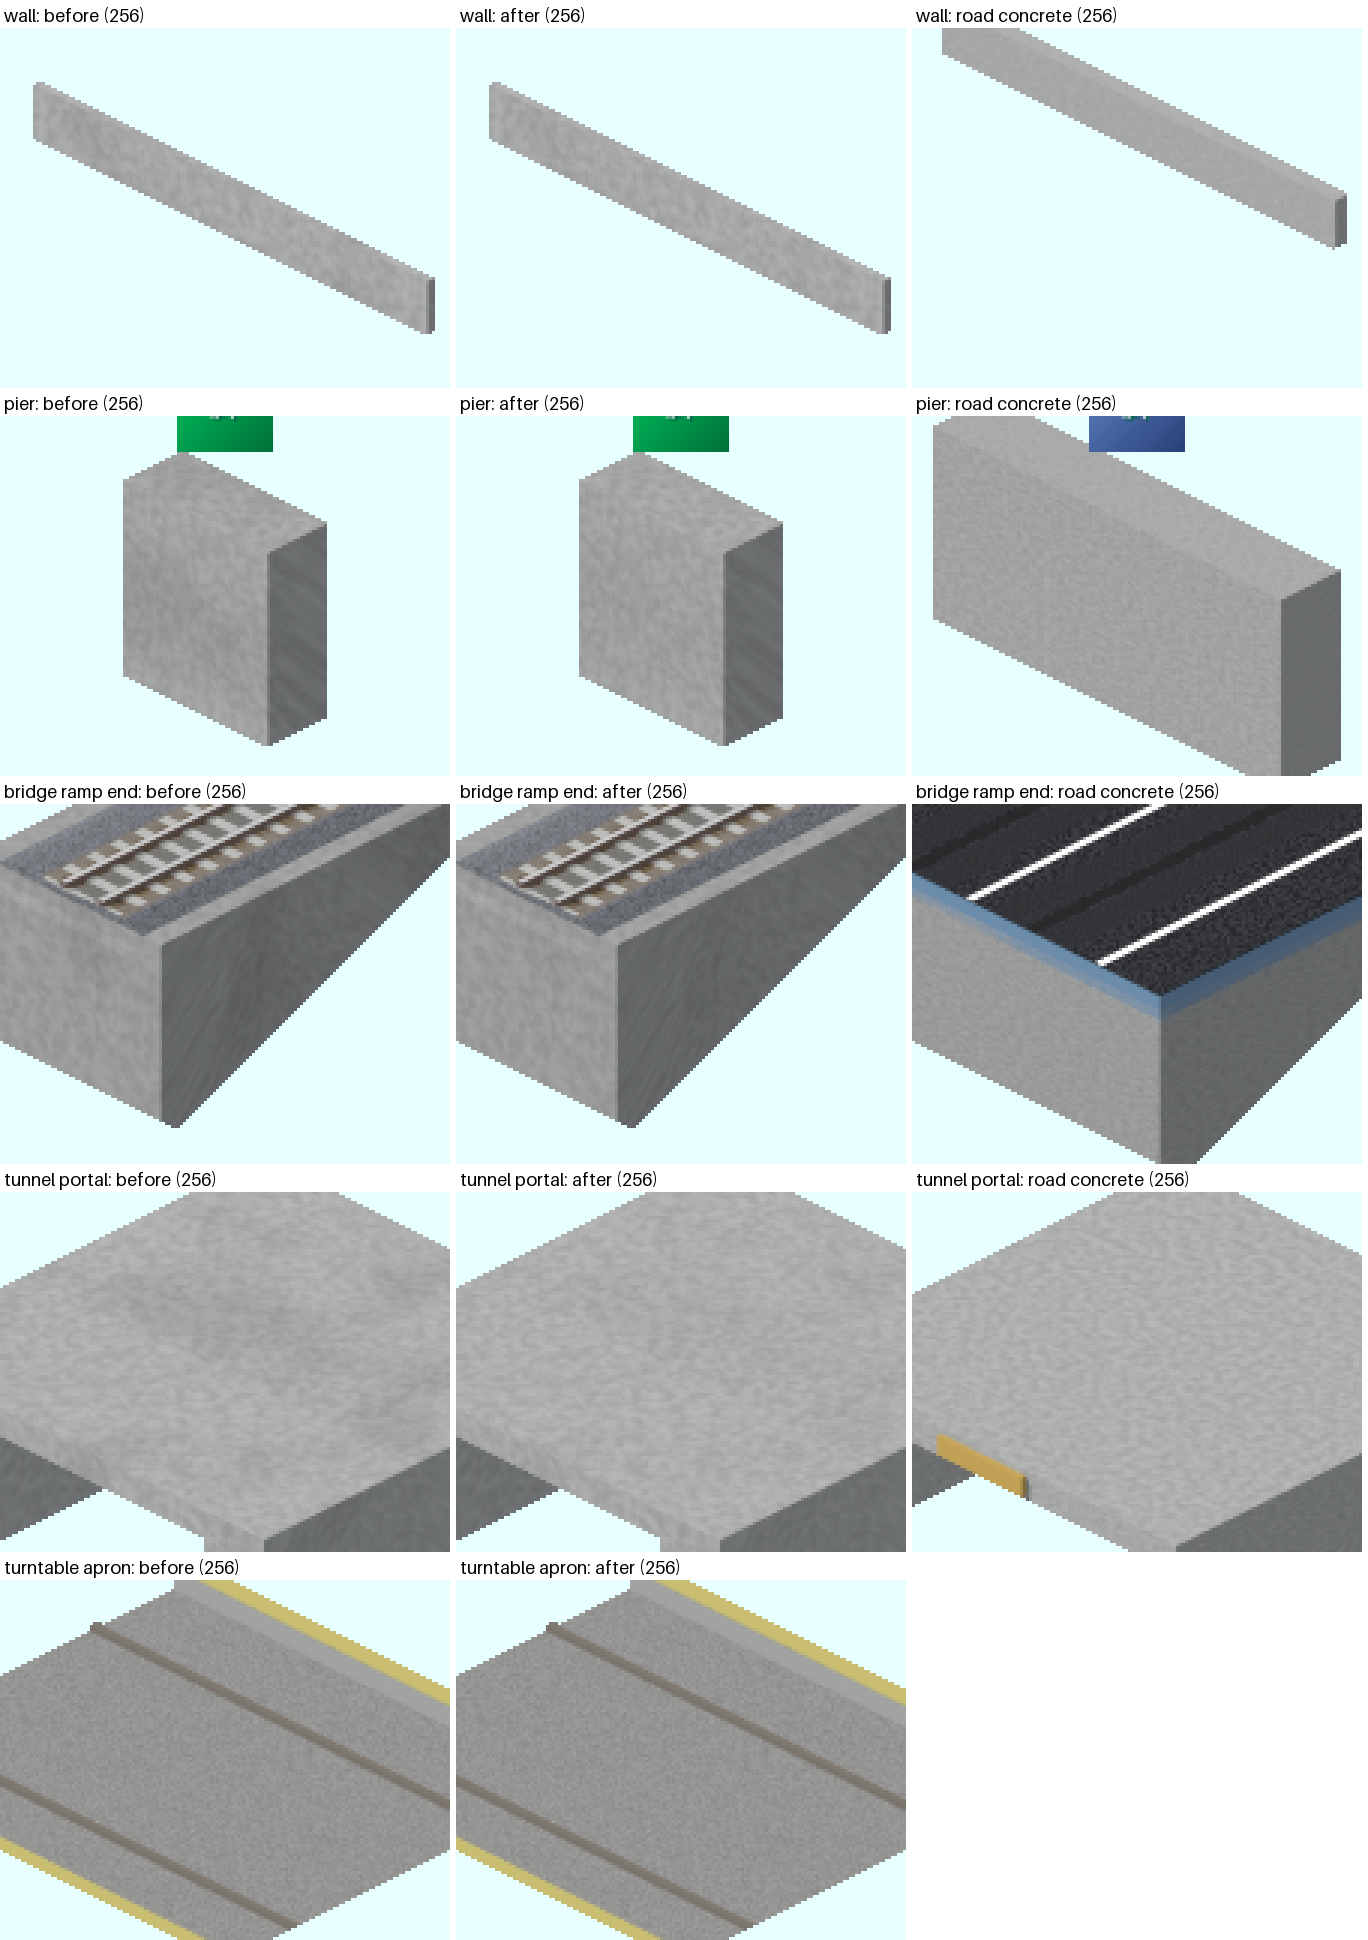 wall: before (256)
wall: after (256)
wall: road concrete (256)
pier: before (256)
pier: after (256)
pier: road concrete (256)
bridge ramp end: before (256)
bridge ramp end: after (256)
bridge ramp end: road concrete (256)
tunnel portal: before (256)
tunnel portal: after (256)
tunnel portal: road concrete (256)
turntable apron: before (256)
turntable apron: after (256)